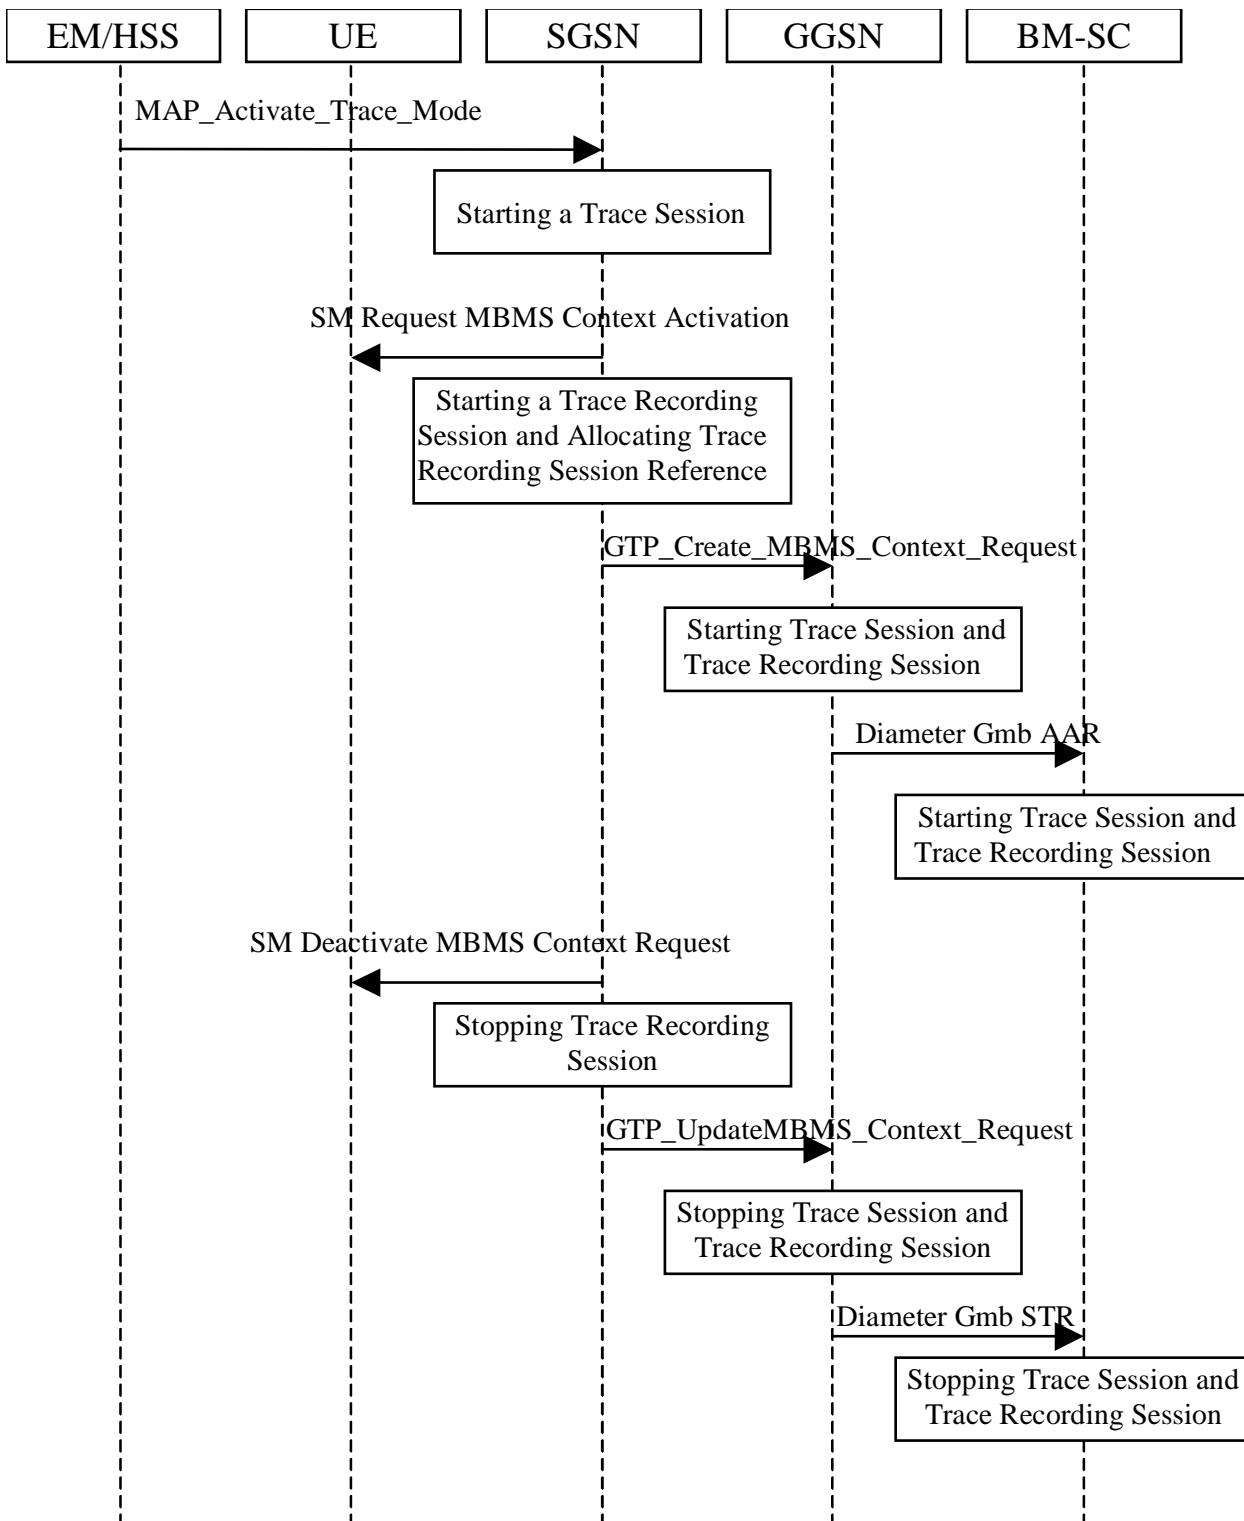 EM/HSS
UE
SGSN
GGSN
BM-SC
MAP_Activate_Trace_Mode
Starting a Trace Session
SM Request MBMS Context Activation
Starting a Trace Recording
Session and Allocating Trace
Recording Session Reference
GTP_Create_MBMS_Context_Request
Starting Trace Session and
Trace Recording Session
Diameter Gmb AAR
Starting Trace Session and
Trace Recording Session
SM Deactivate MBMS Context Request
Stopping Trace Recording
Session
GTP_UpdateMBMS_Context_Request
Stopping Trace Session and
Trace Recording Session
Diameter Gmb STR
Stopping Trace Session and
Trace Recording Session